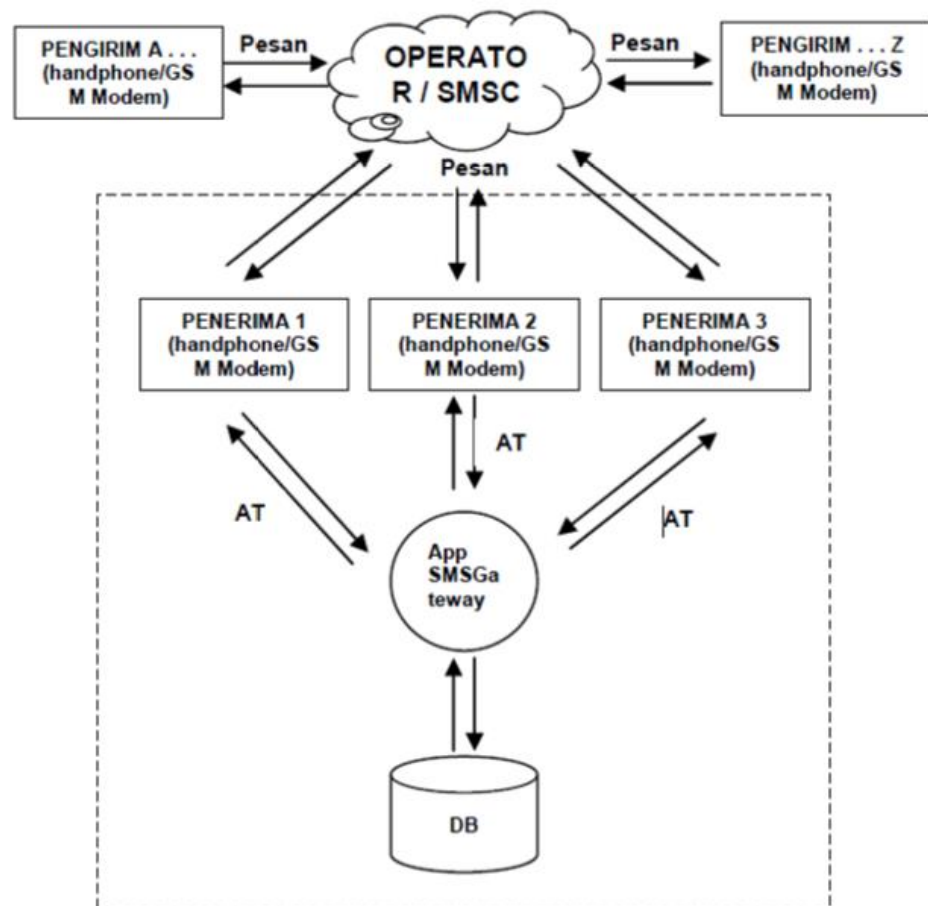 PENGIRIM A . . .
(handphone/GS
M Modem)
Pesan
OPERATO
R / SMSC
Pesan
PENGIRIM . . . Z
(handphone/GS
M Modem)
Pesan
PENERIMA 1
(handphone/GS
M Modem)
PENERIMA 2
(handphone/GS
M Modem)
PENERIMA 3
(handphone/GS
M Modem)
AT
AT
AT
App
SMSGa
teway
DB